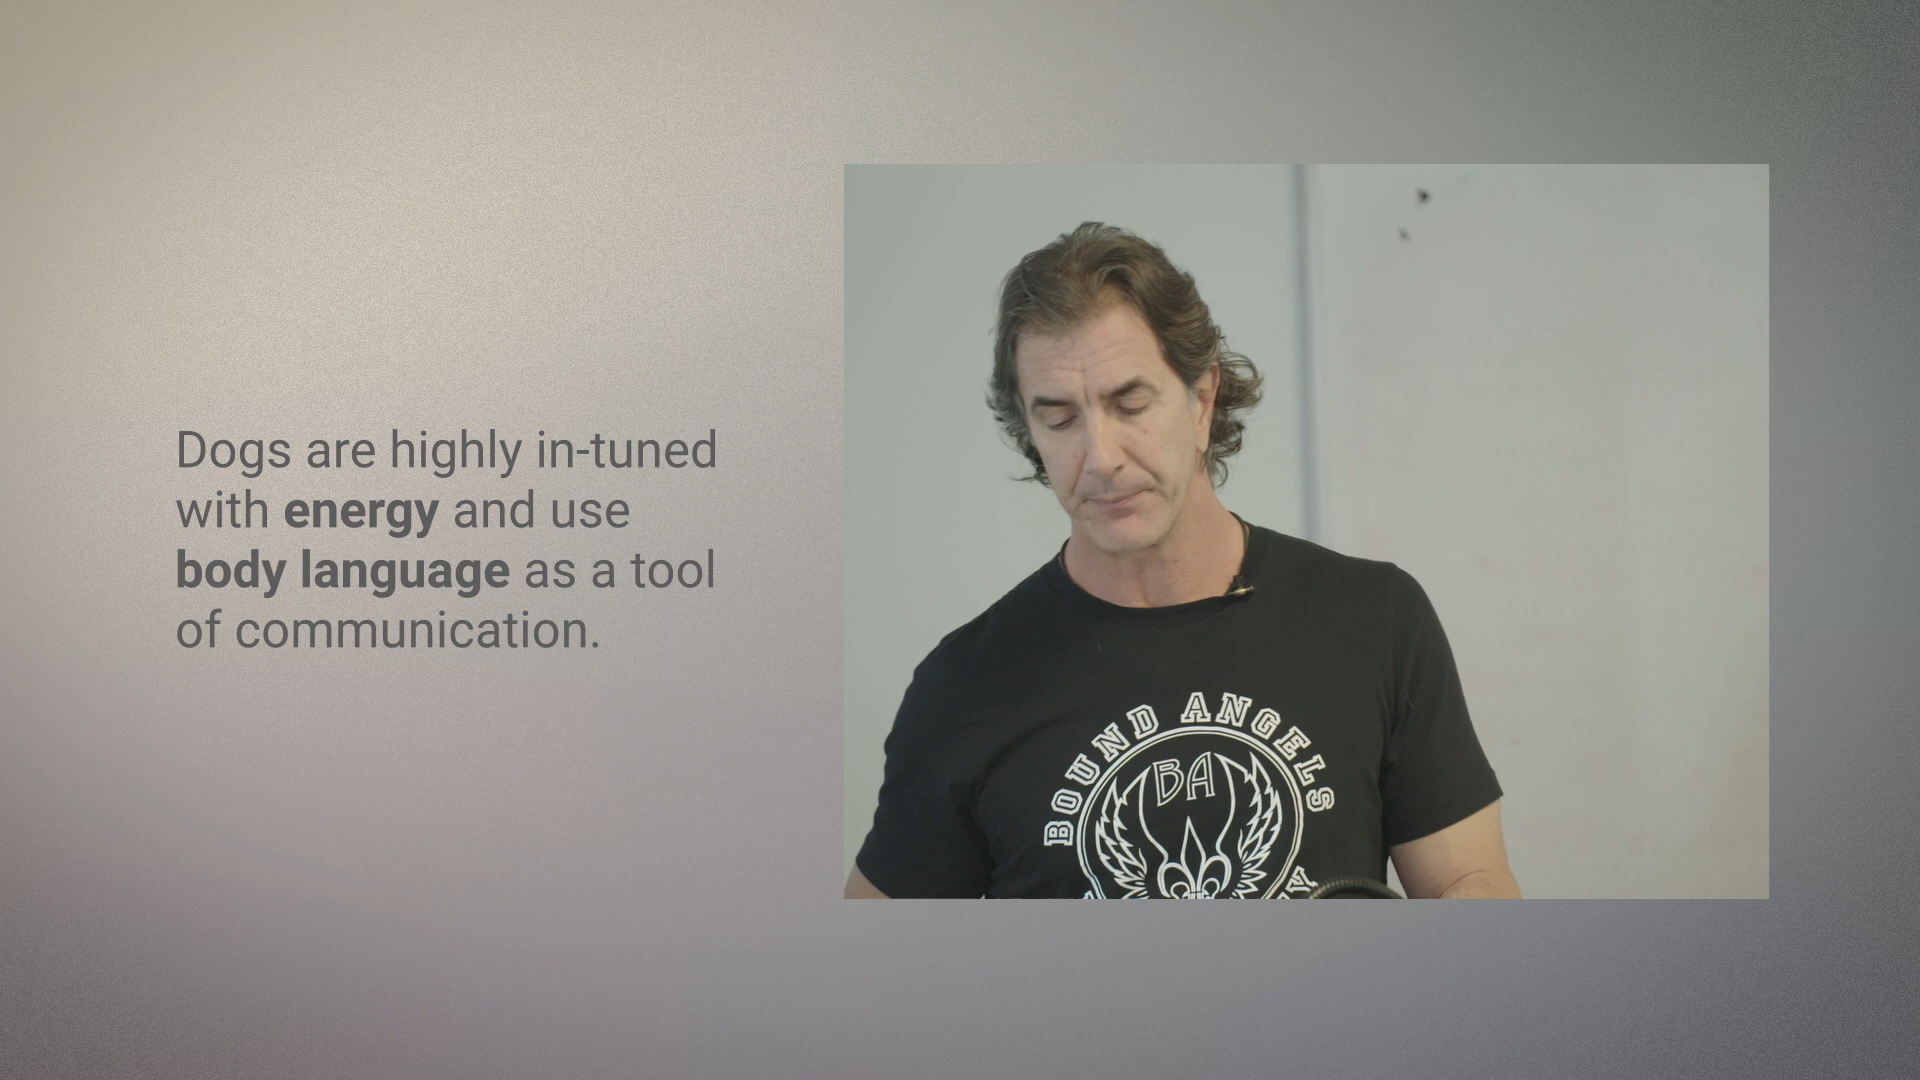 Dogs are highly in-tuned
with energy and use
body language as a tool
of communication.
BOUND ANGELS
BA